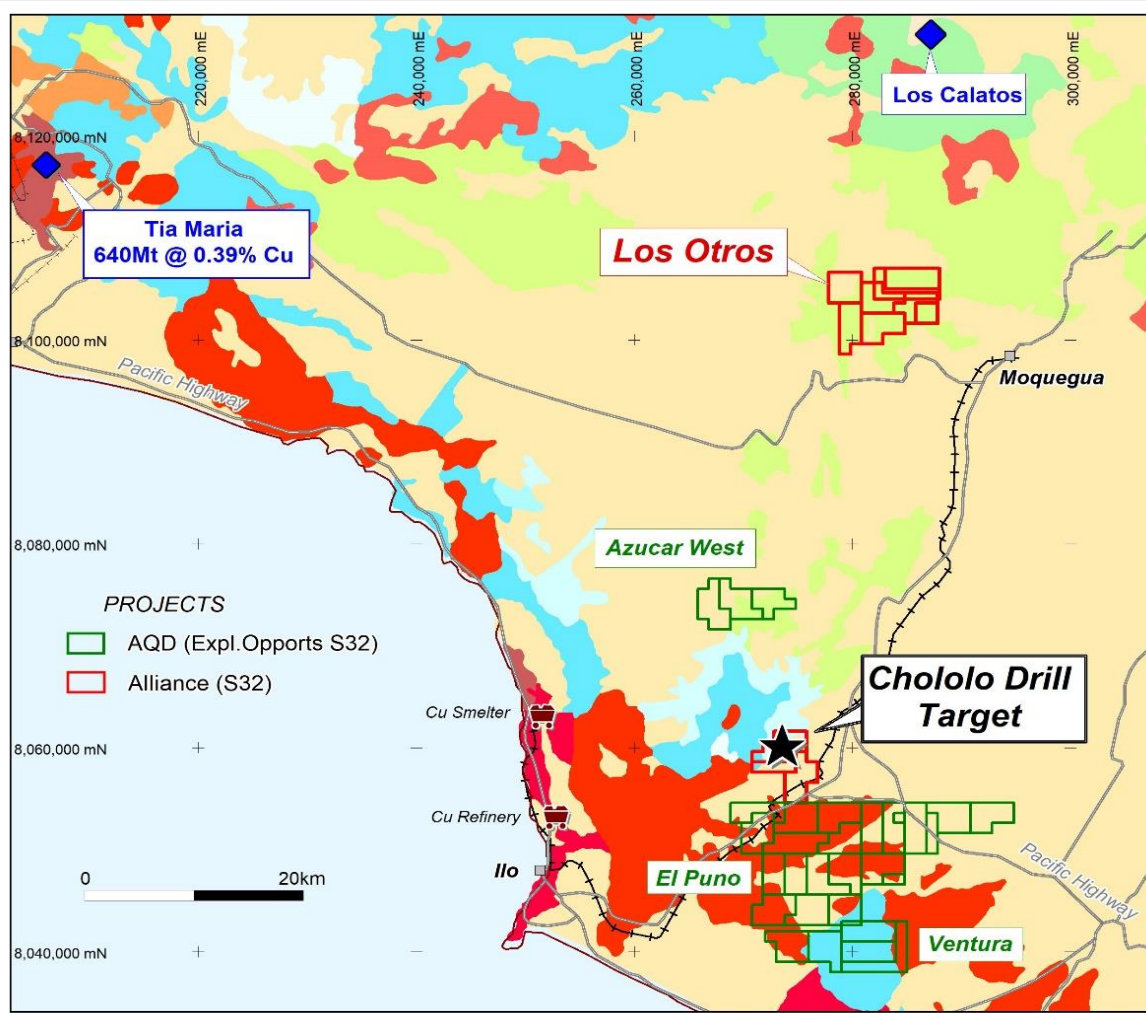 220,000 mE
240,000 mE
260,000 mE
280,000 mE
300,000 mE
Los Calatos
8,120,000 mN
Tia Maria
640Mt @ 0.39% Cu
Los Otros
8,100,000 mN
Pacific Highway
Moquegua
8,080,000 mN
Azucar West
PROJECTS
AQD (Expl.Opports S32)
Alliance (S32)
Chololo Drill
Target
Cu Smelter
8,060,000 mN
Cu Refinery
Ilo
El Puno
Pacific Highway
0 20km
Ventura
8,040,000 mN